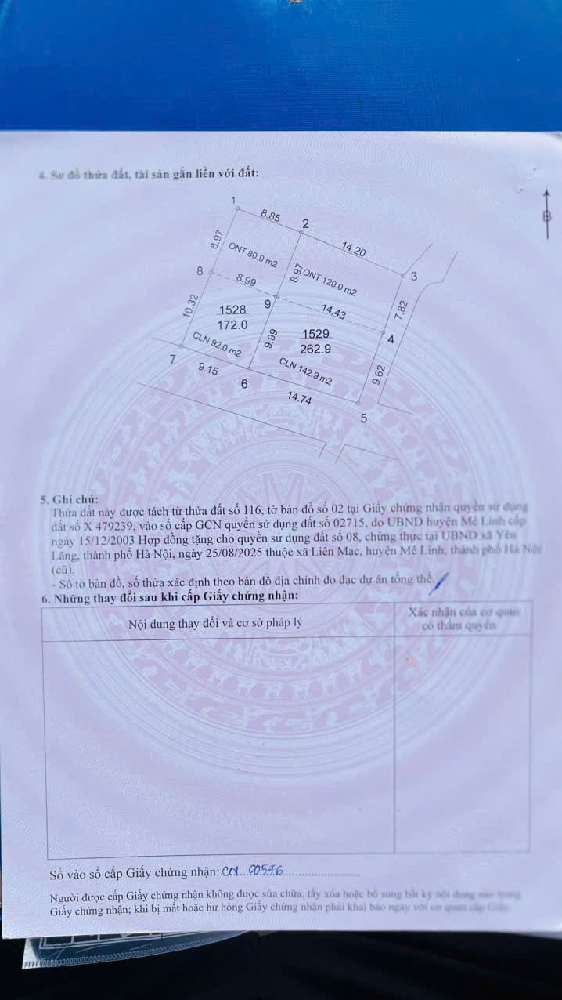 4. Sơ đồ thửa đất, tài sản gắn liền với đất:
1
8.85
2
14.20
B
8.97
ONT 80.0 m2
8.97
ONT 120.0 m2
3
8
8.99
7.82
10.32
1528
172.0
9
14.43
9.99
1529
262.9
4
CLN 92.0 m2
CLN 142.9 m2
7
9.15
9.62
6
14.74
5
5. Ghi chú:
Thửa đất này được tách từ thửa đất số 116, tờ bản đồ số 02 tại Giấy chứng nhận quyền sử dụng
đất số X 479239, vào sổ cấp GCN quyền sử dụng đất số 02715, do UBND huyện Mê Linh cấp
ngày 15/12/2003 Hợp đồng tặng cho quyền sử dụng đất số 08, chứng thực tại UBND xã Yên
Lãng, thành phố Hà Nội, ngày 25/08/2025 thuộc xã Liên Mạc, huyện Mê Linh, thành phố Hà Nội
(cũ).
- Số tờ bản đồ, số thửa xác định theo bản đồ địa chính đo đạc dự án tổng thể.
6. Những thay đổi sau khi cấp Giấy chứng nhận:
Nội dung thay đổi và cơ sở pháp lý
Xác nhận của cơ quan
có thẩm quyền
Số vào sổ cấp Giấy chứng nhận: CN 90576
Người được cấp Giấy chứng nhận không được sửa chữa, tẩy xóa hoặc bổ sung bất kỳ nội dung nào trong
Giấy chứng nhận; khi bị mất hoặc hư hỏng Giấy chứng nhận phải khai báo ngay với cơ quan cấp Giấy